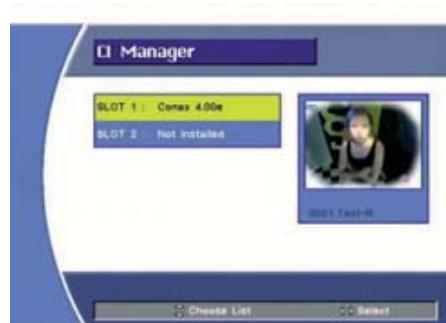 CI Manager
SLOT 1 : Conax 4.00e
SLOT 2 : Not Installed
0001 Test-R
Choose List
Select